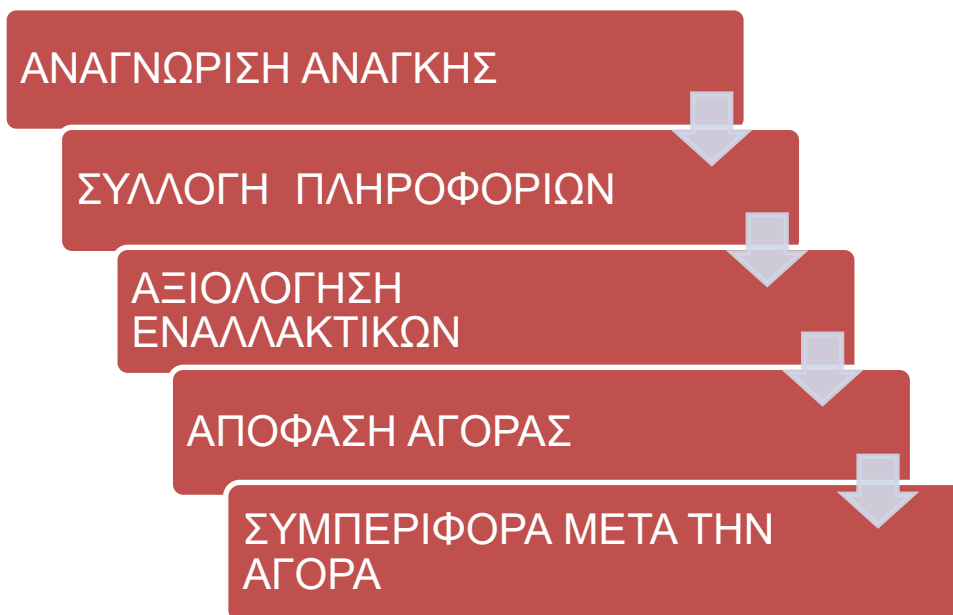 ΑΝΑΓΝΩΡΙΣΗ ΑΝΑΓΚΗΣ
ΣΥΛΛΟΓΗ ΠΛΗΡΟΦΟΡΙΩΝ
ΑΞΙΟΛΟΓΗΣΗ
ΕΝΑΛΛΑΚΤΙΚΩΝ
ΑΠΟΦΑΣΗ ΑΓΟΡΑΣ
ΣΥΜΠΕΡΙΦΟΡΑ ΜΕΤΑ ΤΗΝ
ΑΓΟΡΑ